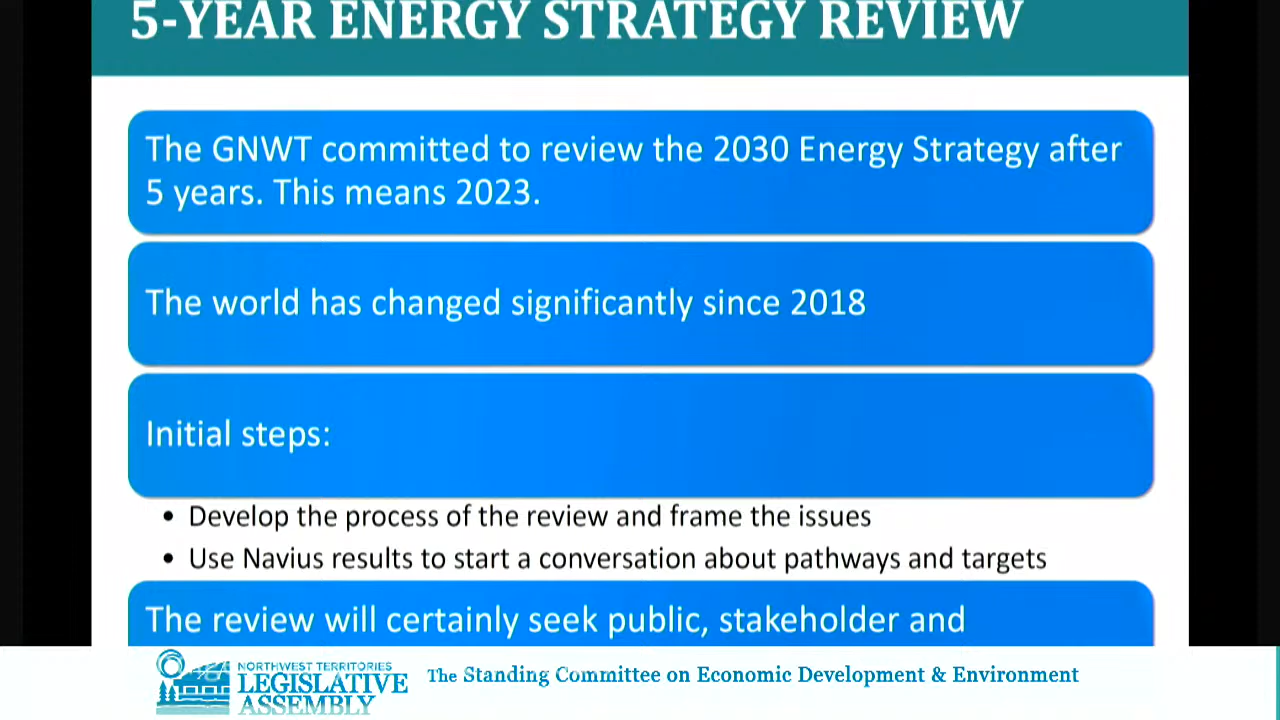 5-YEAR ENERGY STRATEGY REVIEW
The GNWT committed to review the 2030 Energy Strategy after
5 years. This means 2023.
The world has changed significantly since 2018
Initial steps:
• Develop the process of the review and frame the issues
• Use Navius results to start a conversation about pathways and targets
The review will certainly seek public, stakeholder and
NORTHWEST TERRITORIES
LEGISLATIVE
ASSEMBLY
The Standing Committee on Economic Development & Environment